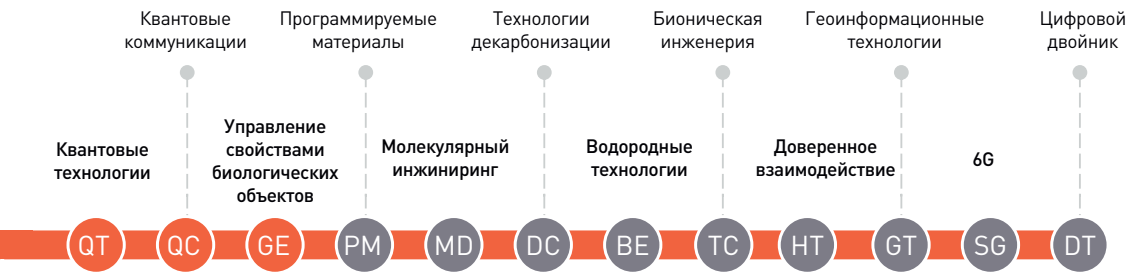 Квантовые
коммуникации
Программируемые
материалы
Технологии
декарбонизации
Бионическая
инженерия
Геоинформационные
технологии
Цифровой
двойник
Квантовые
технологии
Управление
свойствами
биологических
объектов
Молекулярный
инжиниринг
Водородные
технологии
Доверенное
взаимодействие
6G
QT
QC
GE
PM
MD
DC
BE
TC
HT
GT
SG
DT